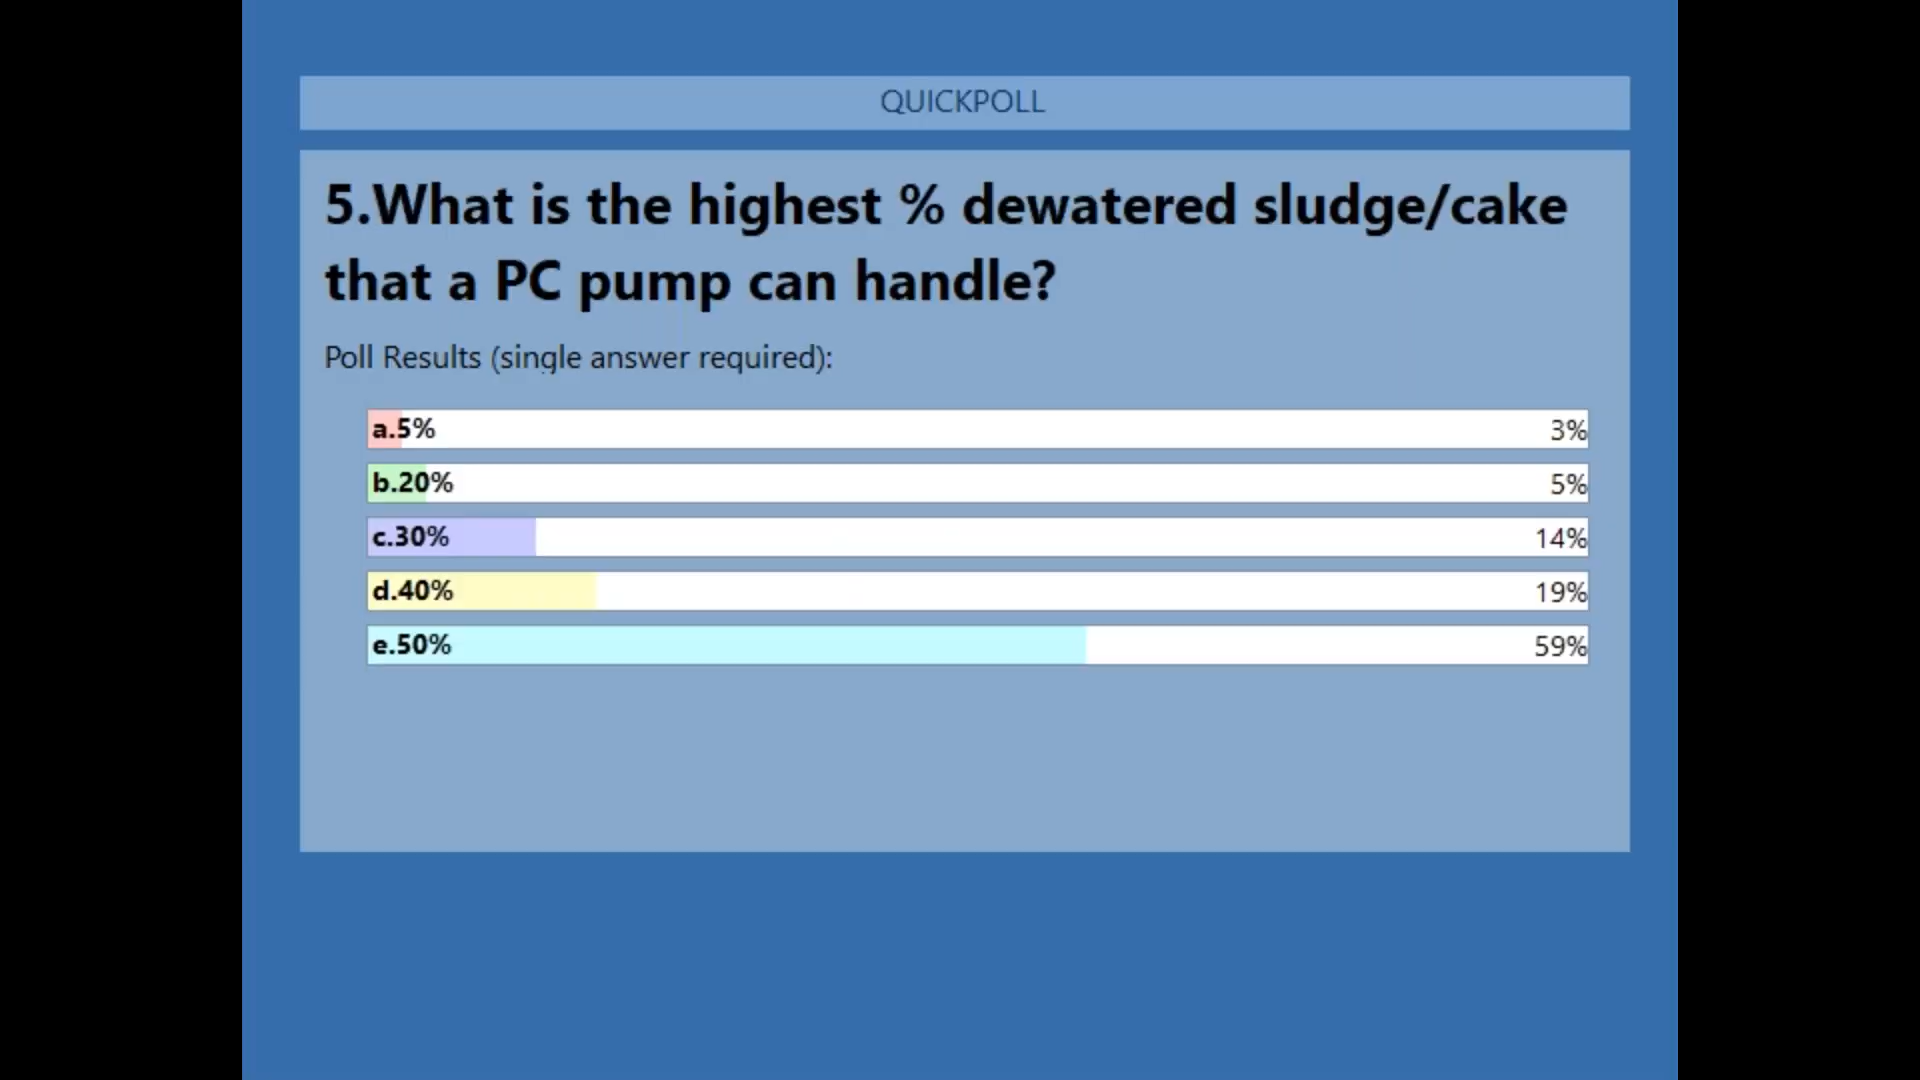 QUICKPOLL
5.What is the highest % dewatered sludge/cake
that a PC pump can handle?
Poll Results (single answer required):
a.5% 3%
b.20% 5%
c.30% 14%
d.40% 19%
e.50% 59%